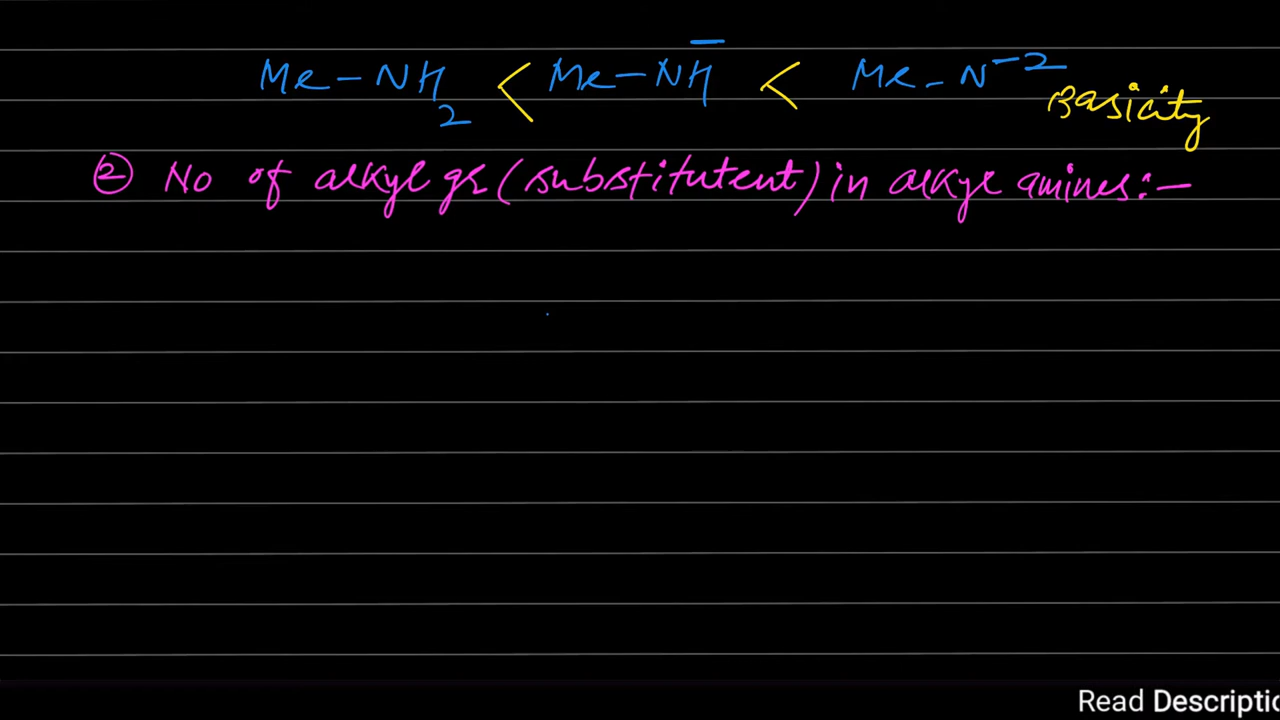 Me-NH2 < Me-NH̅ < Me-N⁻²
Basicity
② No of alkyl gr (substitutent) in alkyl amines:-
Read Descriptio